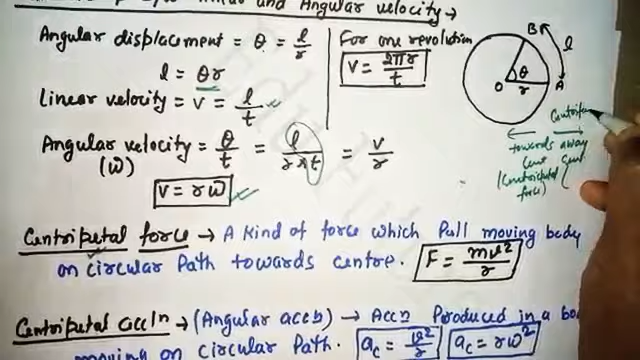 and Angular velocity →
Angular displacement = θ = l/r
l = θr
Linear velocity = v = l/t
Angular velocity = θ/t = l/(r×t) = v/r
(ω)
v = rω
For one revolution
v = 2πr/t
B
l
θ
O r A
towards away
(Centripetal
force)
Centripetal force → A kind of force which Pull moving body
on circular Path towards centre. F = mv²/r
Centripetal accln → (Angular accn) → Accn Produced in a bo
moving on Circular Path. ac = v²/r ac = rω²